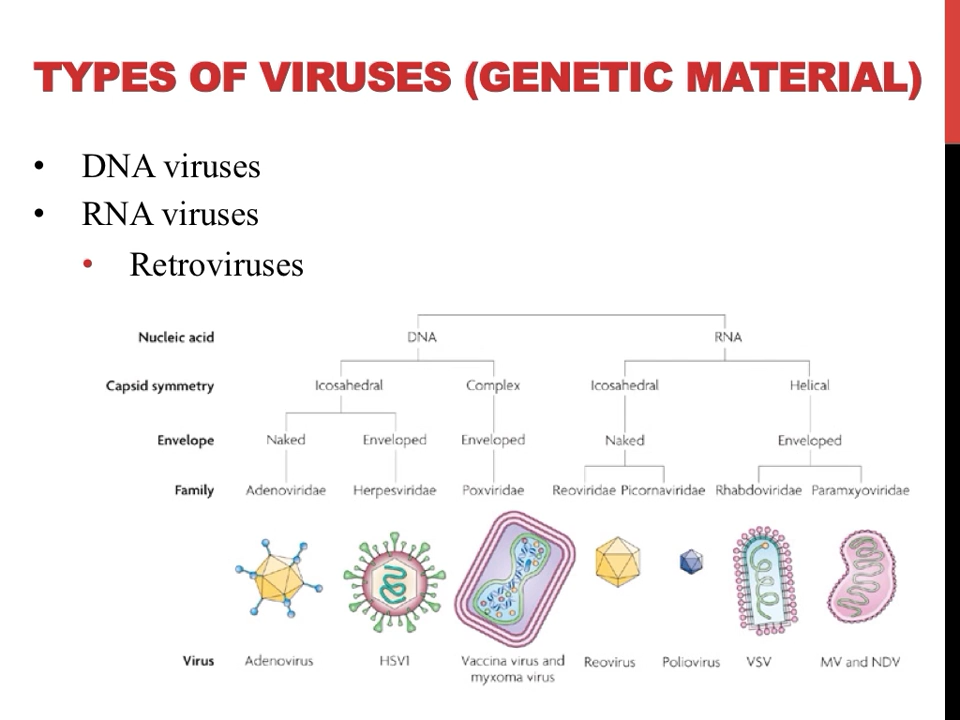 TYPES OF VIRUSES (GENETIC MATERIAL)
• DNA viruses
• RNA viruses
• Retroviruses
Nucleic acid DNA RNA
Capsid symmetry Icosahedral Complex Icosahedral Helical
Envelope Naked Enveloped Enveloped Naked Enveloped
Family Adenoviridae Herpesviridae Poxviridae Reoviridae Picornaviridae Rhabdoviridae Paramxyoviridae
Virus Adenovirus HSV1 Vaccina virus and Reovirus Poliovirus VSV MV and NDV
myxoma virus